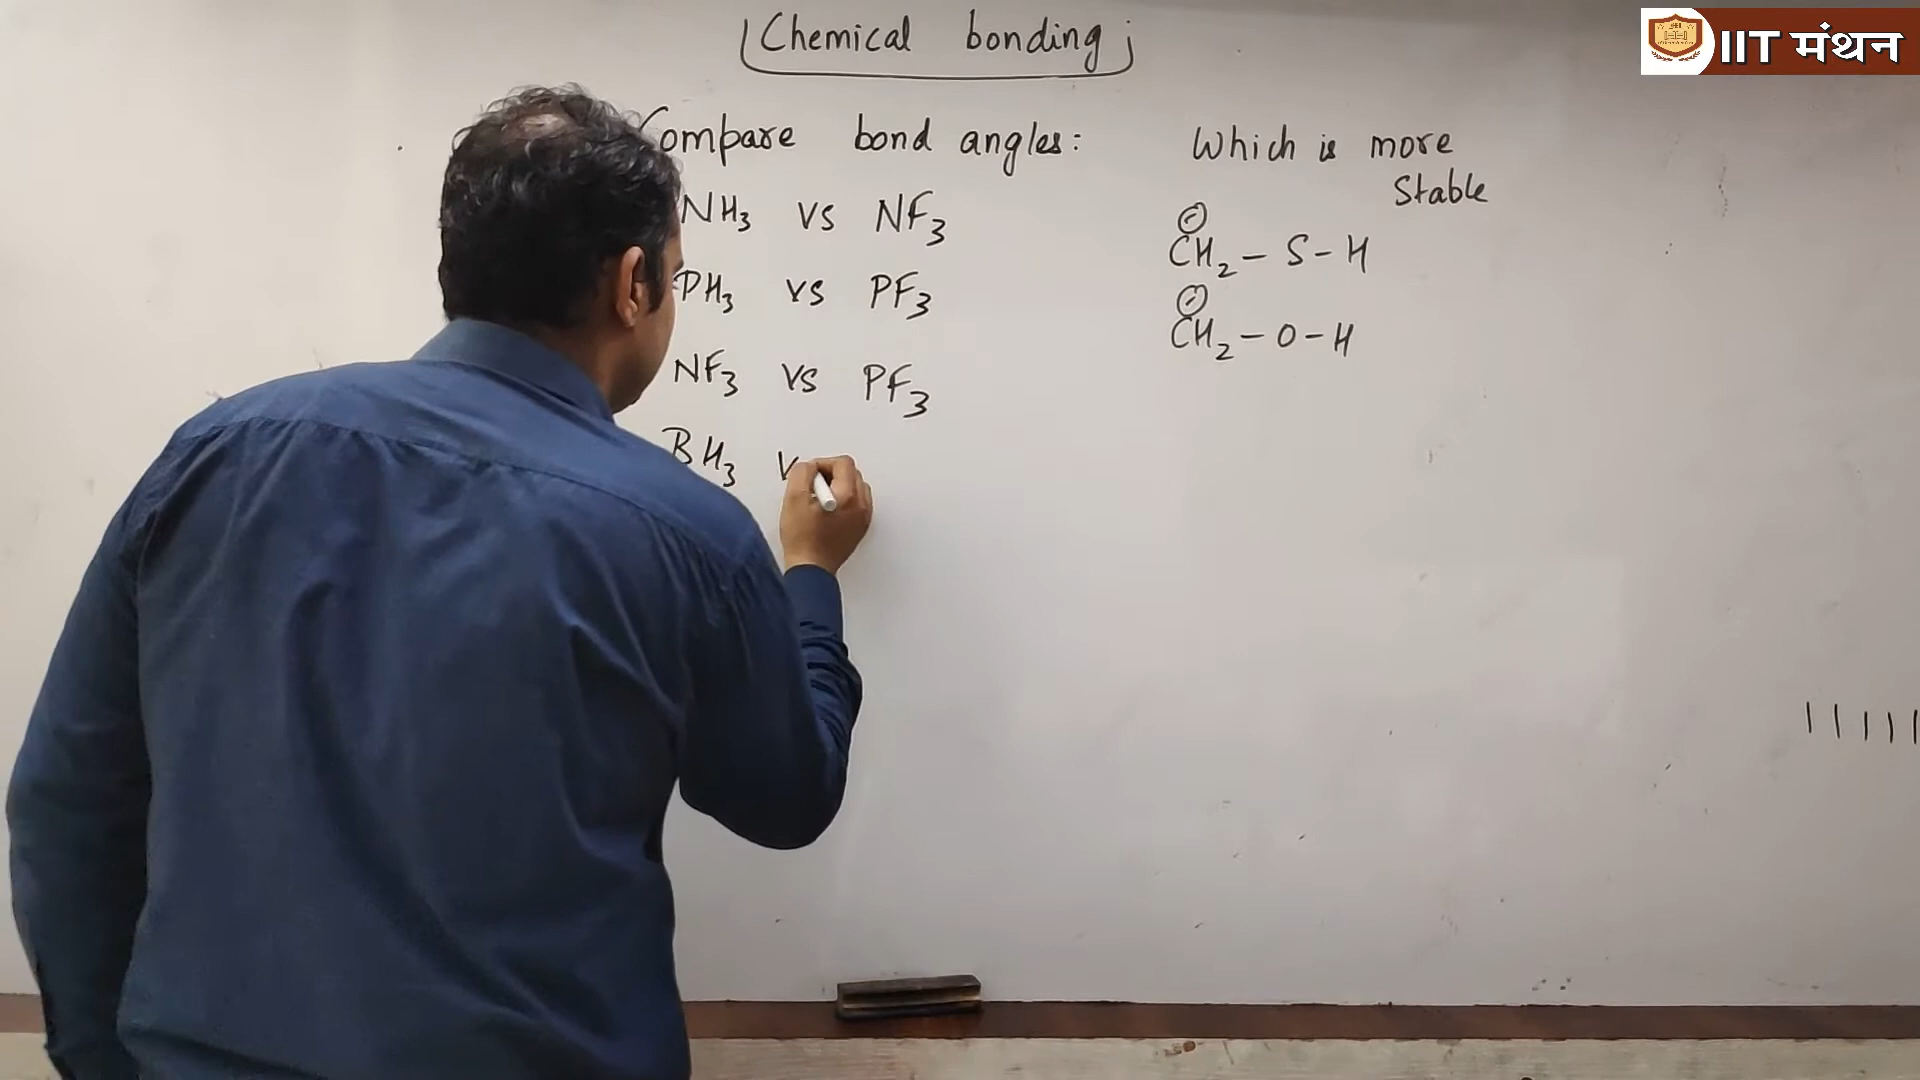 Chemical bonding
IIT मंथन
Compare bond angles:
NH3 vs NF3
PH3 vs PF3
NF3 vs PF3
BH3 v
Which is more
Stable
⊖
CH2 - S - H
⊖
CH2 - O - H